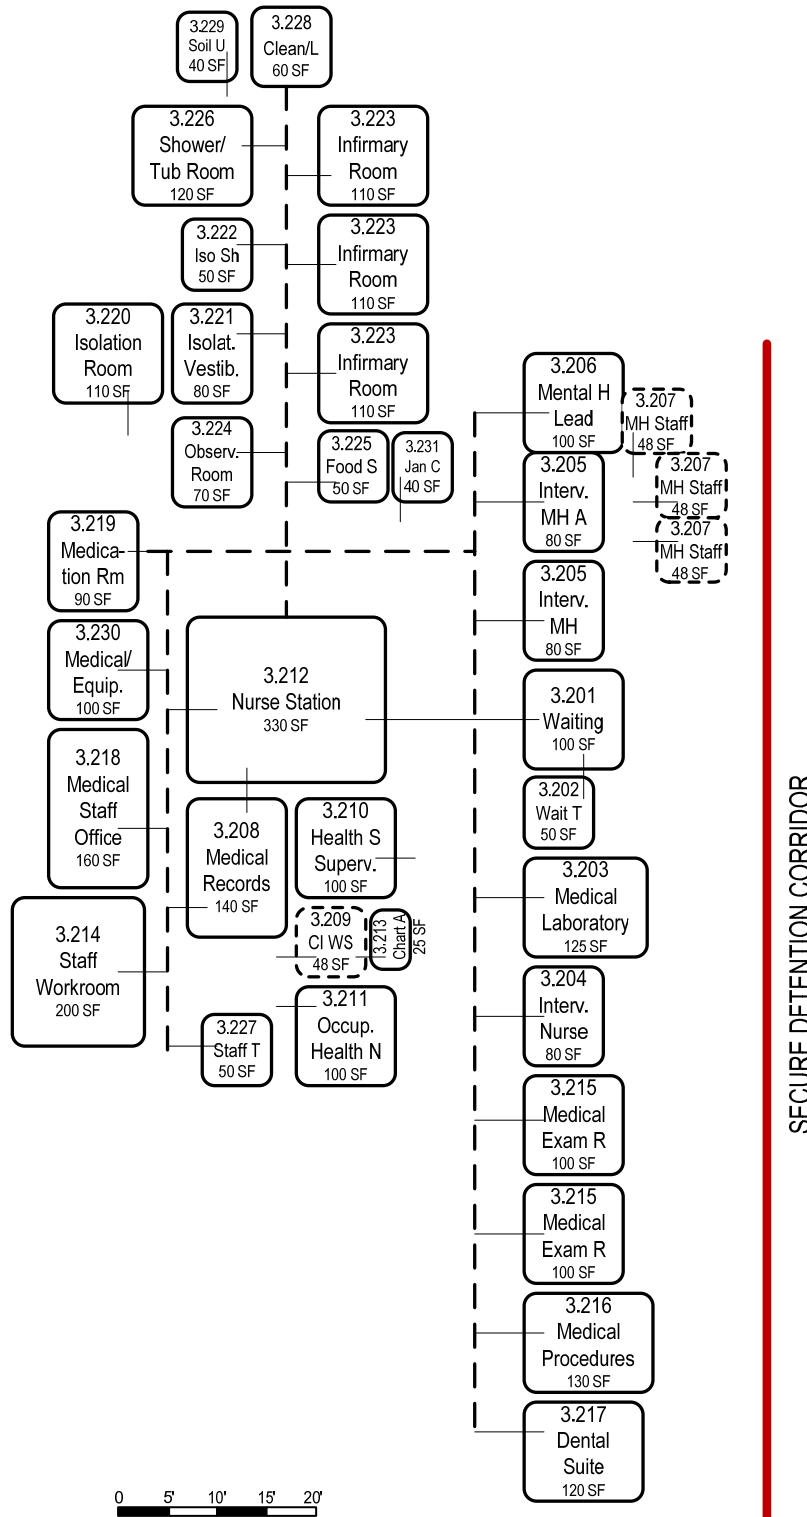 3.229
Soil U
40 SF
3.228
Clean/L
60 SF
3.226
Shower/
Tub Room
120 SF
3.223
Infirmary
Room
110 SF
3.222
Iso Sh
50 SF
3.223
Infirmary
Room
110 SF
3.220
Isolation
Room
110 SF
3.221
Isolat.
Vestib.
80 SF
3.223
Infirmary
Room
110 SF
3.224
Observ.
Room
70 SF
3.225
Food S
50 SF
3.231
Jan C
40 SF
3.206
Mental H
Lead
100 SF
3.207
MH Staff
48 SF
3.205
Interv.
MH A
80 SF
3.207
MH Staff
48 SF
3.207
MH Staff
48 SF
3.219
Medica-
tion Rm
90 SF
3.205
Interv.
MH
80 SF
3.230
Medical/
Equip.
100 SF
3.212
Nurse Station
330 SF
3.201
Waiting
100 SF
3.218
Medical
Staff
Office
160 SF
3.202
Wait T
50 SF
3.208
Medical
Records
140 SF
3.210
Health S
Superv.
100 SF
3.203
Medical
Laboratory
125 SF
3.214
Staff
Workroom
200 SF
3.209
CI WS
48 SF
3.213
Chart A
25 SF
3.204
Interv.
Nurse
80 SF
3.227
Staff T
50 SF
3.211
Occup.
Health N
100 SF
3.215
Medical
Exam R
100 SF
3.215
Medical
Exam R
100 SF
3.216
Medical
Procedures
130 SF
3.217
Dental
Suite
120 SF
SECURE DETENTION CORRIDOR
0 5' 10' 15' 20'